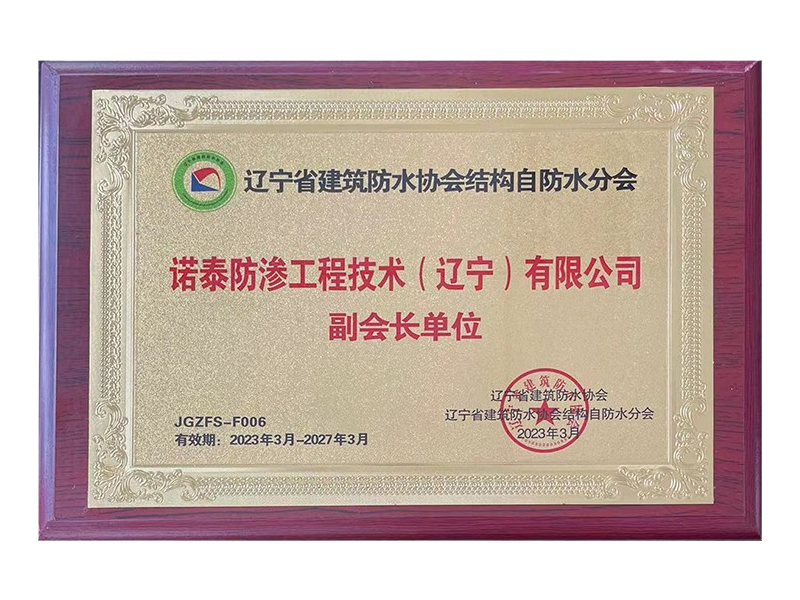 辽宁省建筑防水协会结构自防水分会
诺泰防渗工程技术（辽宁）有限公司
副会长单位
辽宁省建筑防水协会
JGZFS-F006
辽宁省建筑防水协会结构自防水分会
有效期：2023年3月-2027年3月
2023年3月